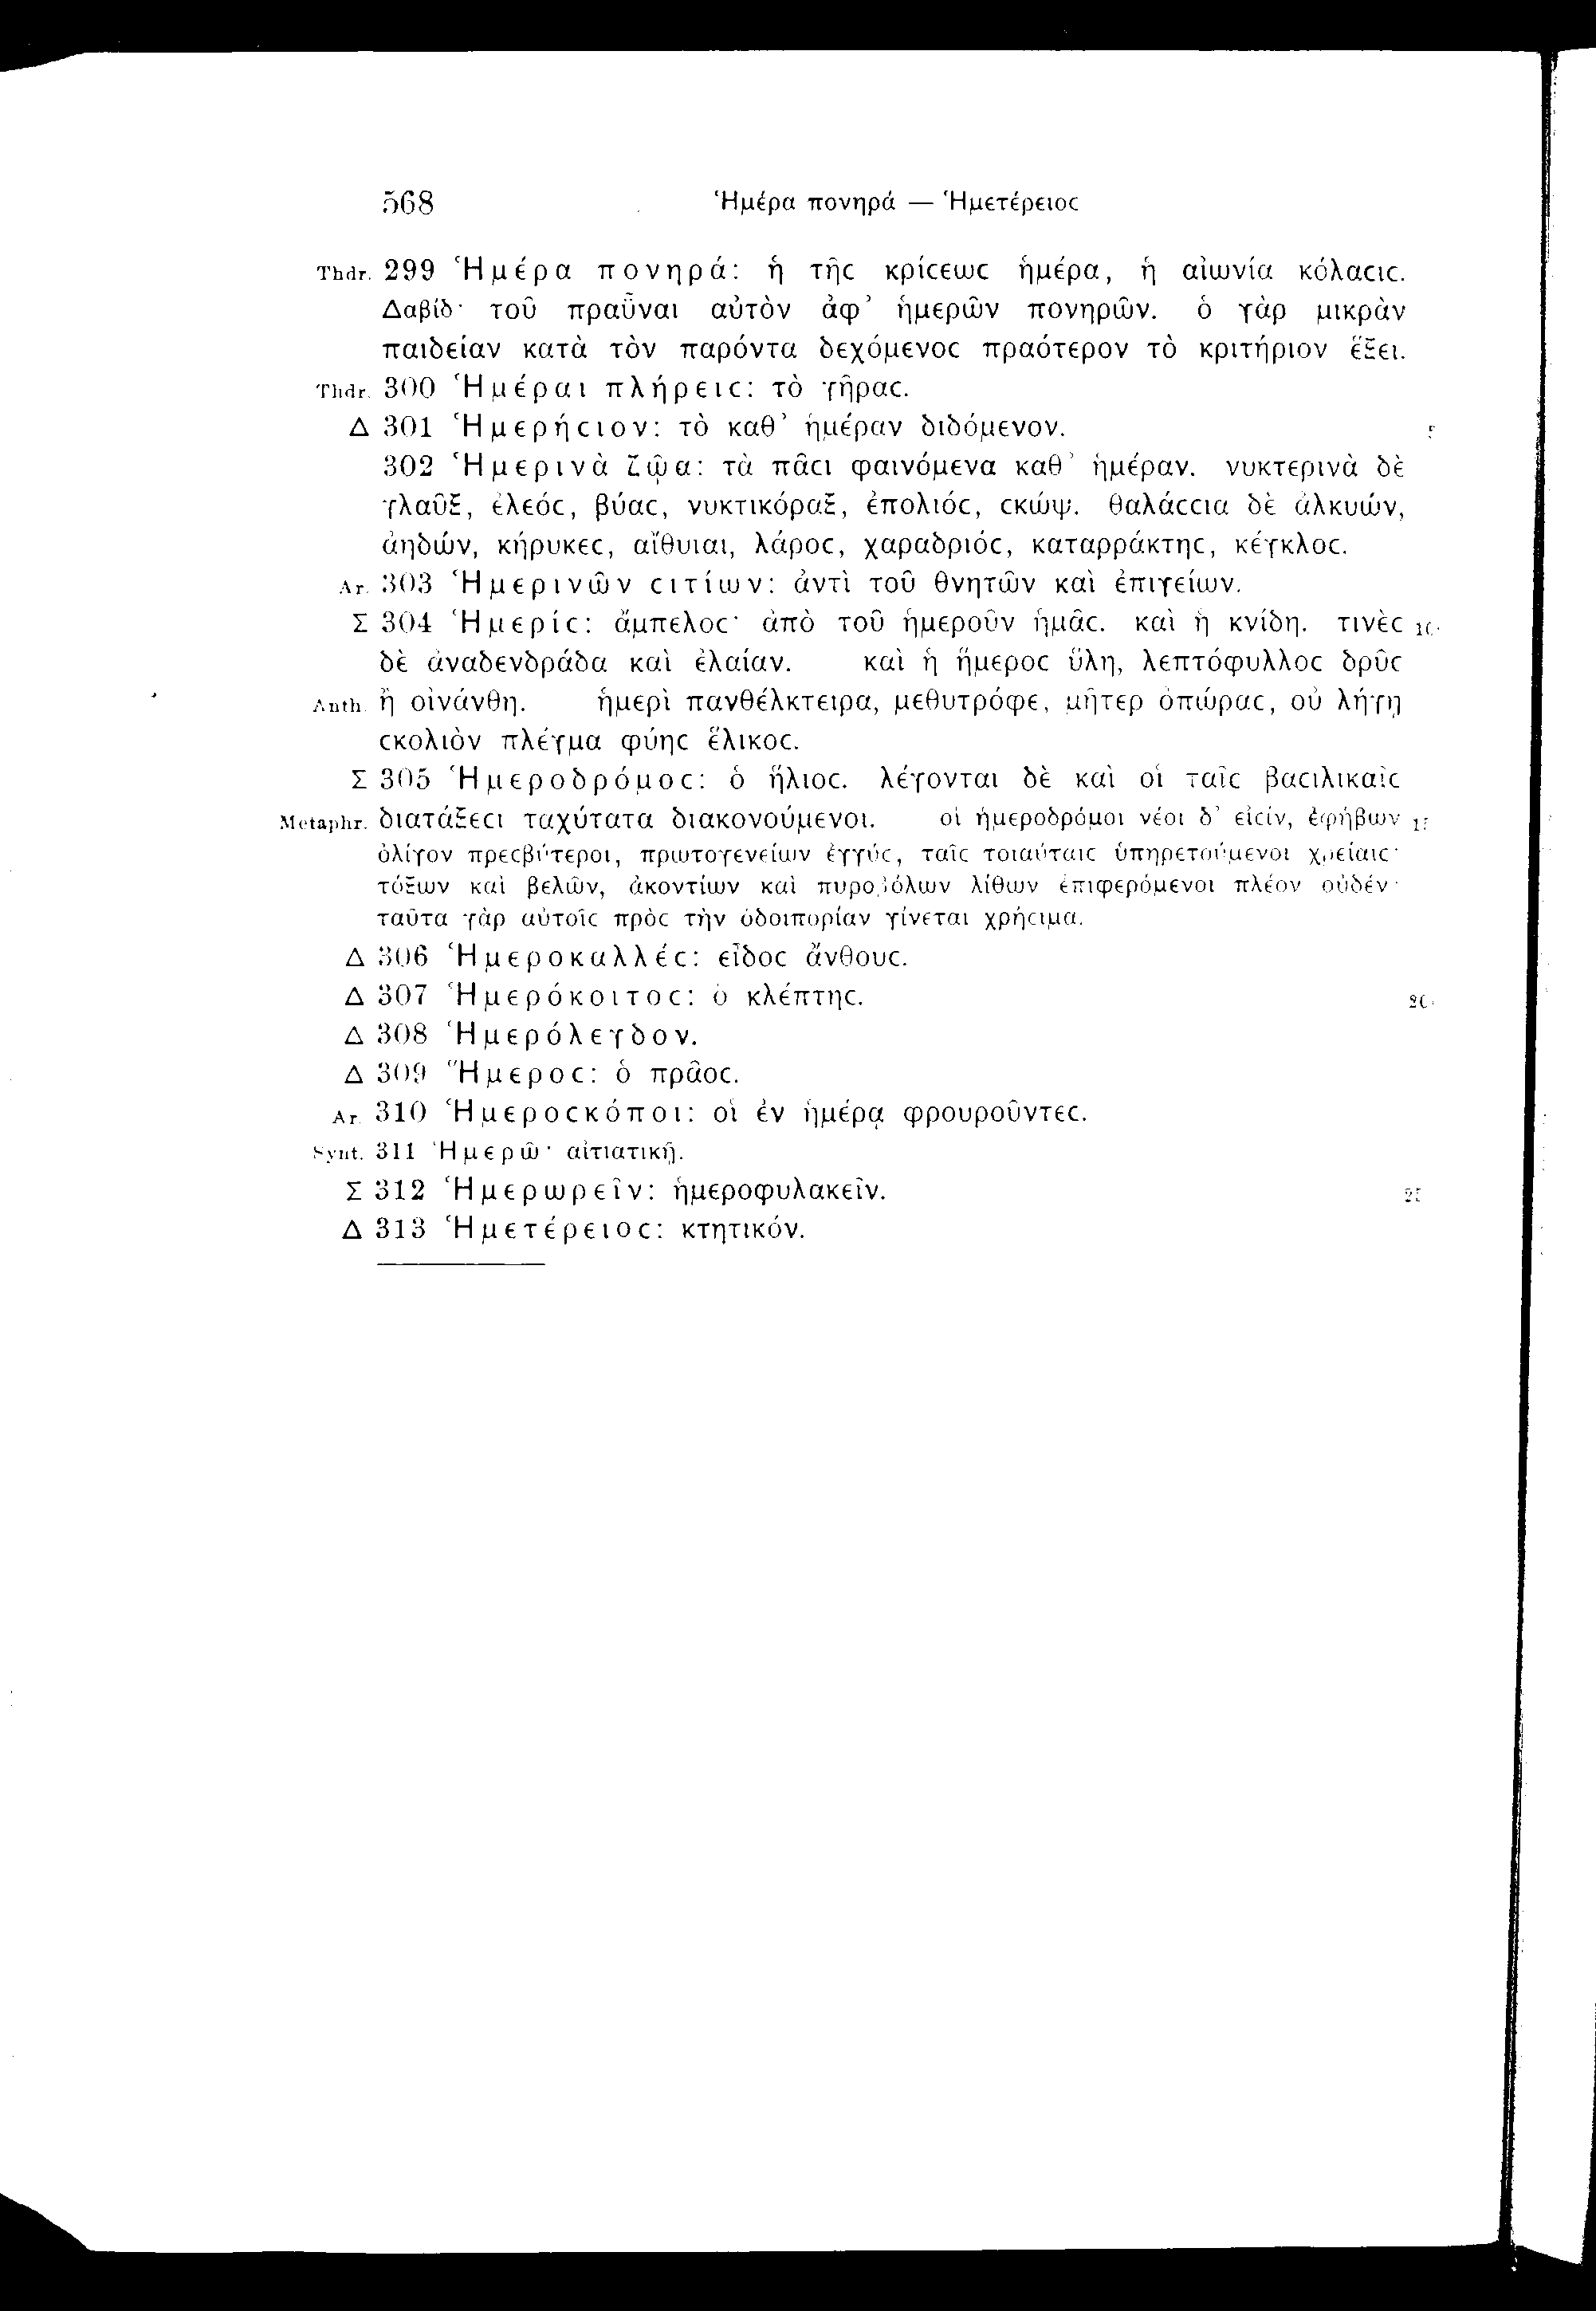 568 Ἡμέρα πονηρά — Ἡμετέρειοϲ
Thdr. 299 Ἡμέρα πονηρά: ἡ τῆϲ κρίϲεωϲ ἡμέρα, ἡ αἰωνία κόλαϲιϲ.
Δαβίδ· τοῦ πραῧναι αὐτὸν ἀφ' ἡμερῶν πονηρῶν. ὁ γὰρ μικρὰν
παιδείαν κατὰ τὸν παρόντα δεχόμενοϲ πραότερον τὸ κριτήριον ἕξει.
Thdr. 300 Ἡμέραι πλήρειϲ: τὸ γῆραϲ.
Δ 301 Ἡμερήϲιον: τὸ καθ' ἡμέραν διδόμενον. 5
302 Ἡμερινὰ ζῷα: τὰ πᾶϲι φαινόμενα καθ' ἡμέραν. νυκτερινὰ δὲ
γλαῦξ, ἐλεόϲ, βύαϲ, νυκτικόραξ, ἐπολιόϲ, ϲκώψ. θαλάϲϲια δὲ ἀλκυών,
ἀηδών, κήρυκεϲ, αἴθυιαι, λάροϲ, χαραδριόϲ, καταρράκτηϲ, κέγκλοϲ.
Ar. 303 Ἡμερινῶν ϲιτίων: ἀντὶ τοῦ θνητῶν καὶ ἐπιγείων.
Σ 304 Ἡμερίϲ: ἄμπελοϲ· ἀπὸ τοῦ ἡμεροῦν ἡμᾶϲ. καὶ ἡ κνίδη. τινὲϲ 10
δὲ ἀναδενδράδα καὶ ἐλαίαν. καὶ ἡ ἥμεροϲ ὕλη, λεπτόφυλλοϲ δρῦϲ
Anth. ἢ οἰνάνθη. ἡμερὶ πανθέλκτειρα, μεθυτρόφε, μῆτερ ὀπώραϲ, οὐ λήγῃ
ϲκολιὸν πλέγμα φύηϲ ἕλικοϲ.
Σ 305 Ἡμεροδρόμοϲ: ὁ ἥλιοϲ. λέγονται δὲ καὶ οἱ ταῖϲ βαϲιλικαῖϲ
Metaphr. διατάξεϲι ταχύτατα διακονούμενοι. οἱ ἡμεροδρόμοι νέοι δ' εἰϲίν, ἐφήβων 15
ὀλίγον πρεϲβύτεροι, πρωτογενείων ἐγγύϲ, ταῖϲ τοιαύταιϲ ὑπηρετούμενοι χρείαιϲ·
τόξων καὶ βελῶν, ἀκοντίων καὶ πυροβόλων λίθων ἐπιφερόμενοι πλέον οὐδέν·
ταῦτα γὰρ αὐτοῖϲ πρὸϲ τὴν ὁδοιπορίαν γίνεται χρήϲιμα.
Δ 306 Ἡμεροκαλλέϲ: εἶδοϲ ἄνθουϲ.
Δ 307 Ἡμερόκοιτοϲ: ὁ κλέπτηϲ. 20
Δ 308 Ἡμερόλεγδον.
Δ 309 Ἥμεροϲ: ὁ πρᾶοϲ.
Ar. 310 Ἡμεροϲκόποι: οἱ ἐν ἡμέρᾳ φρουροῦντεϲ.
Synt. 311 Ἡμερῶ· αἰτιατικῇ.
Σ 312 Ἡμερωρεῖν: ἡμεροφυλακεῖν. 25
Δ 313 Ἡμετέρειοϲ: κτητικόν.